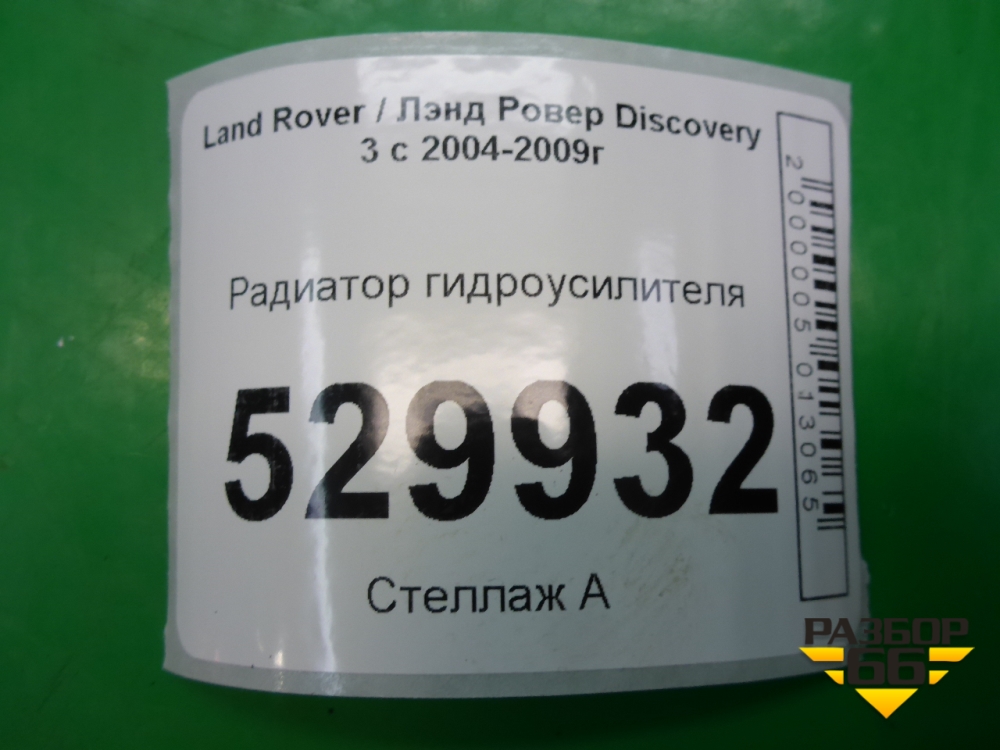 Land Rover / Лэнд Ровер Discovery
3 с 2004-2009г
Радиатор гидроусилителя
529932
Стеллаж А
2000005013065
РАЗБОР
66